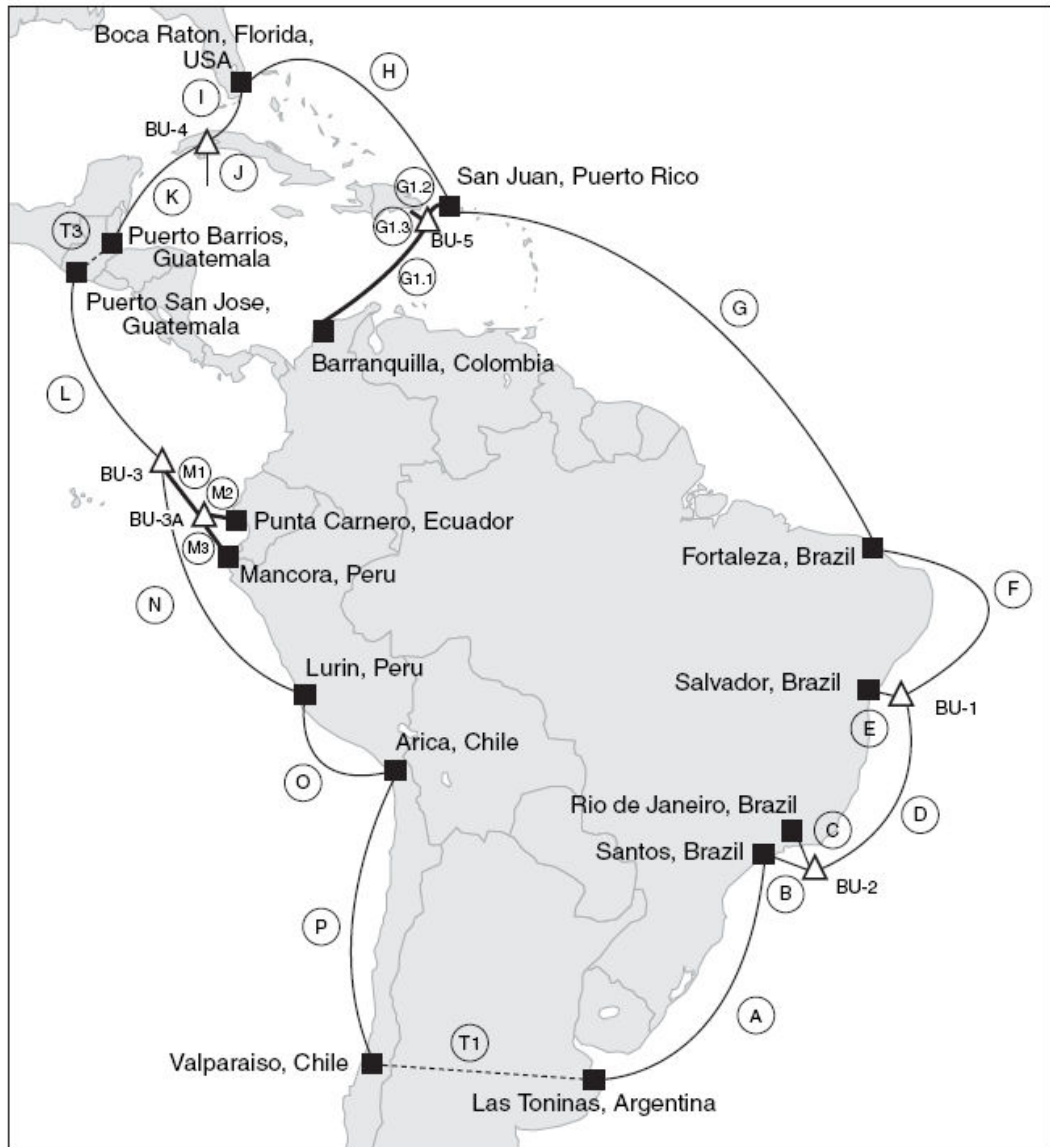 Boca Raton, Florida,
USA
H
I
BU-4
J
K
San Juan, Puerto Rico
G1.2
G1.3
BU-5
G1.1
T3
Puerto Barrios,
Guatemala
Puerto San Jose,
Guatemala
G
Barranquilla, Colombia
L
BU-3
M1
M2
BU-3A
Punta Carnero, Ecuador
M3
Mancora, Peru
Fortaleza, Brazil
F
N
Lurin, Peru
Salvador, Brazil
BU-1
E
Arica, Chile
O
Rio de Janeiro, Brazil
C
D
Santos, Brazil
B
BU-2
P
A
T1
Valparaiso, Chile
Las Toninas, Argentina